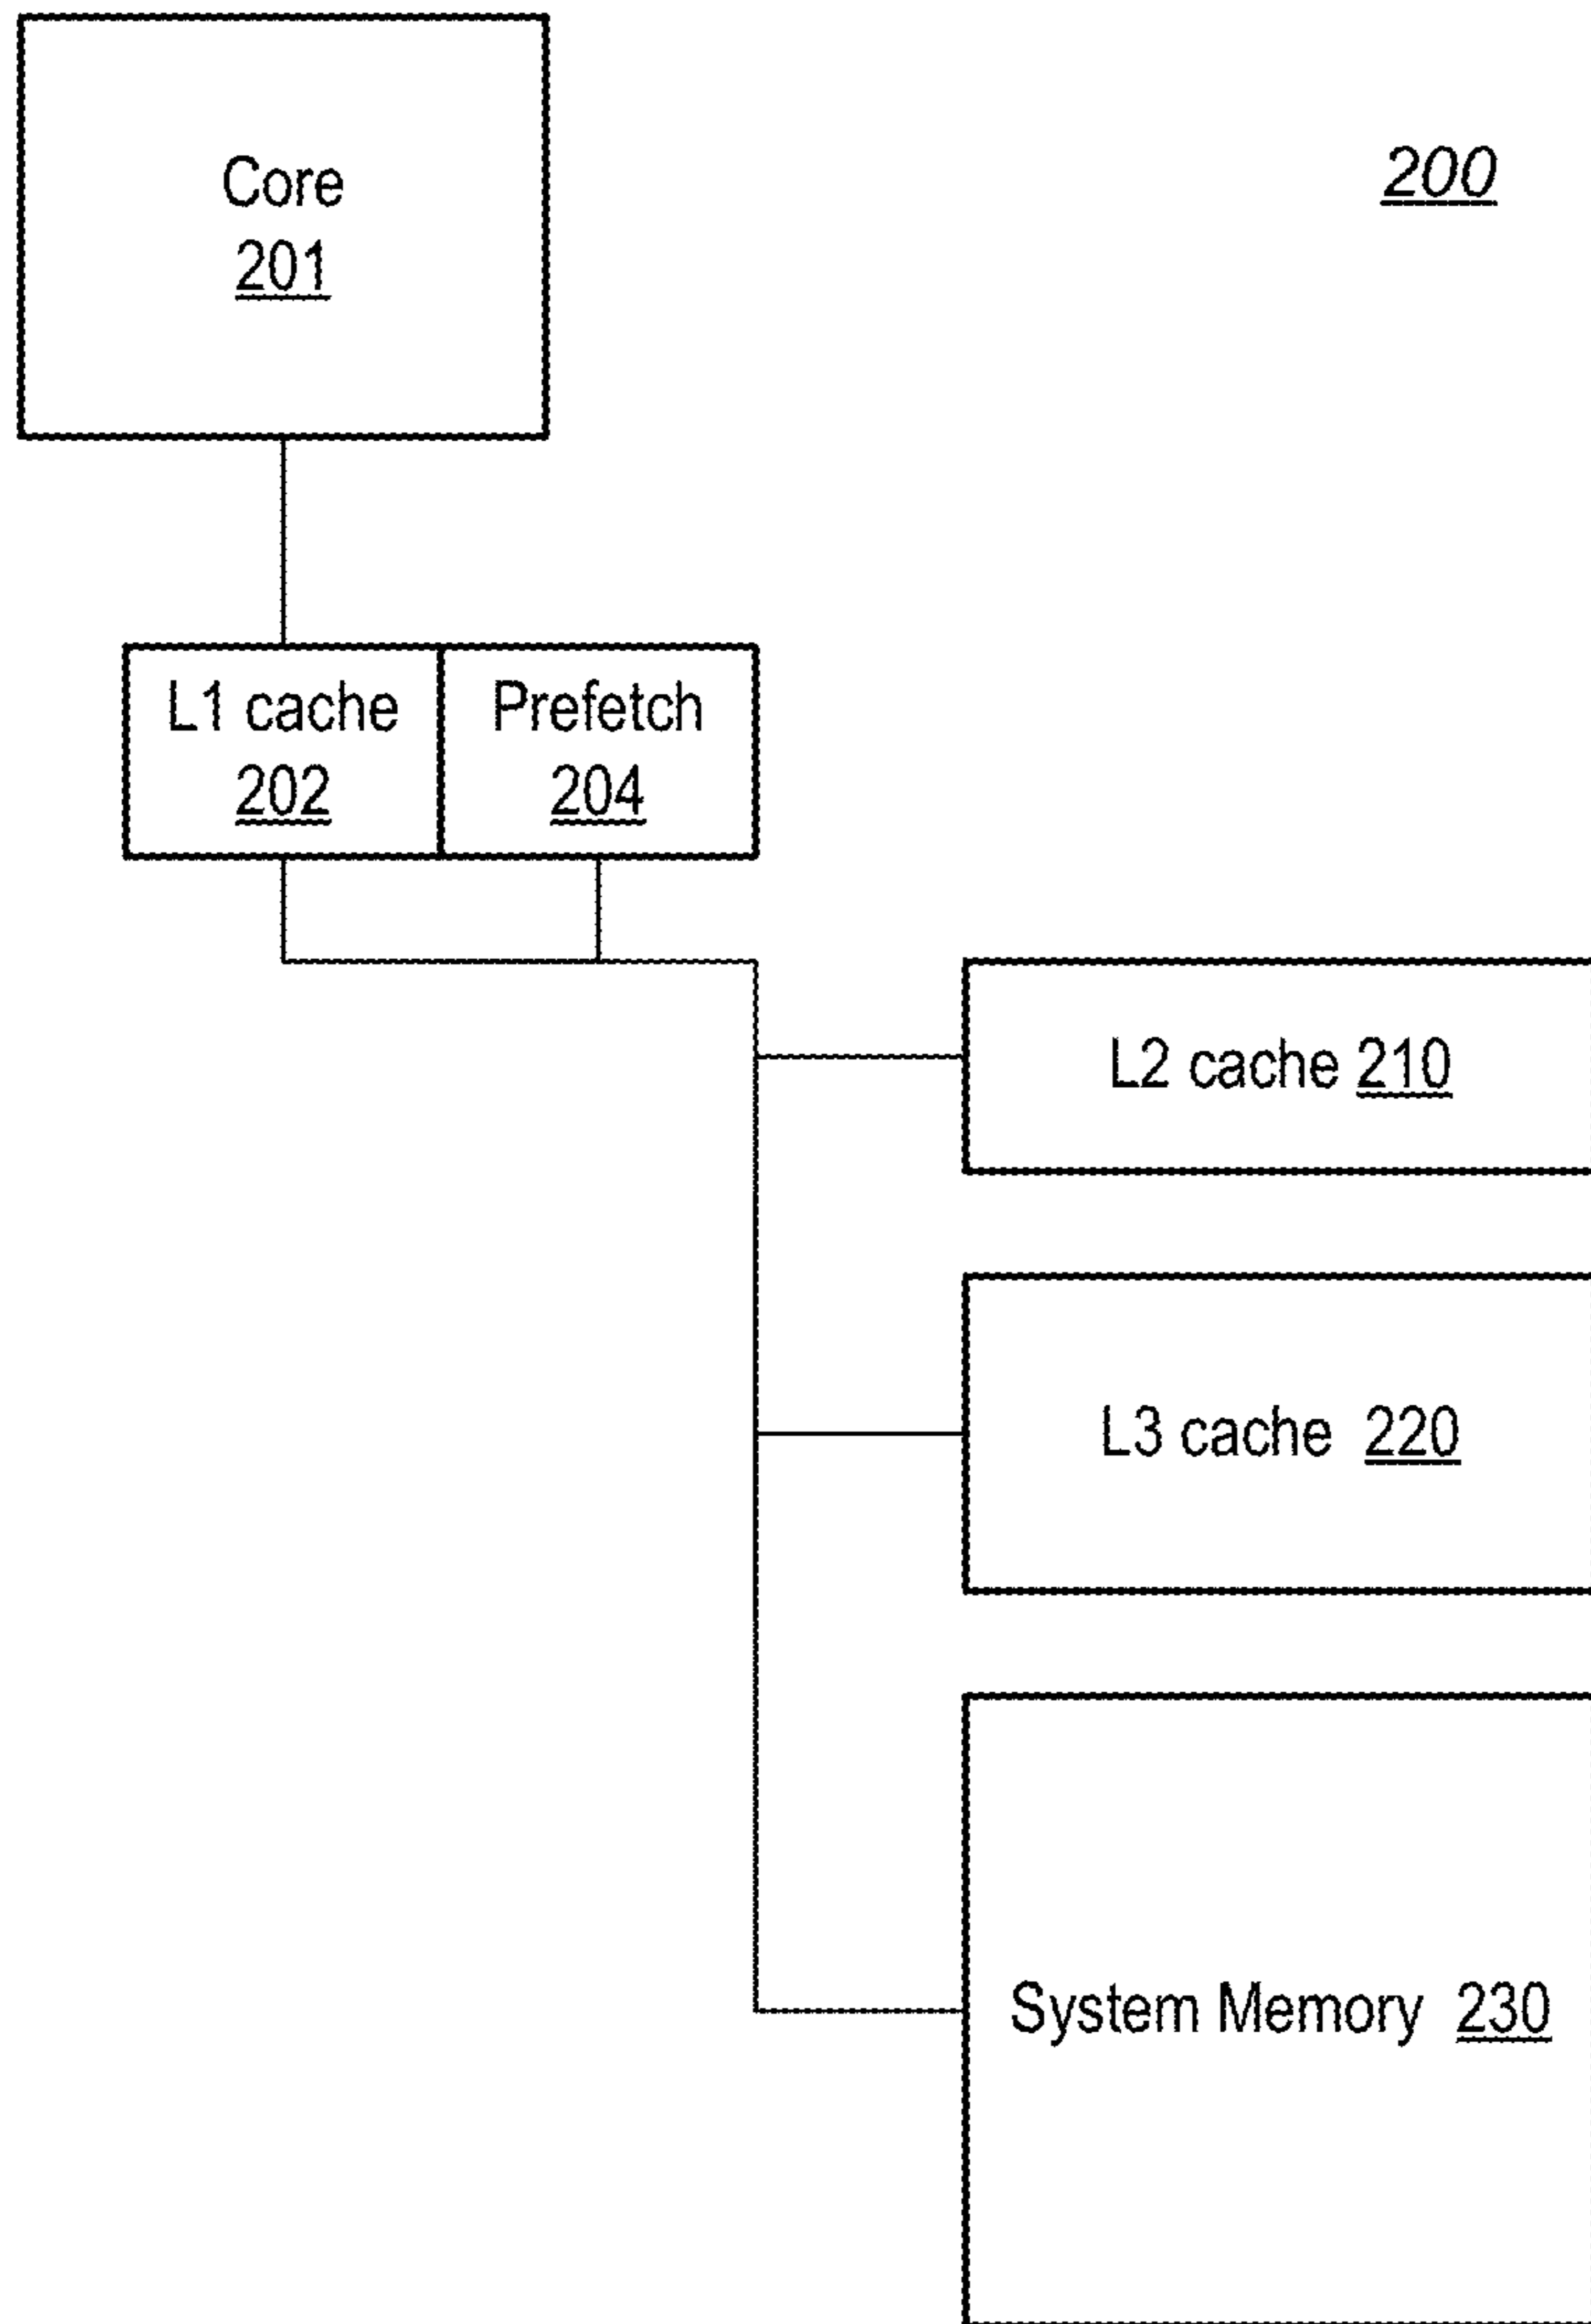 Core
201
200
L1 cache
202
Prefetch
204
L2 cache 210
L3 cache 220
System Memory 230